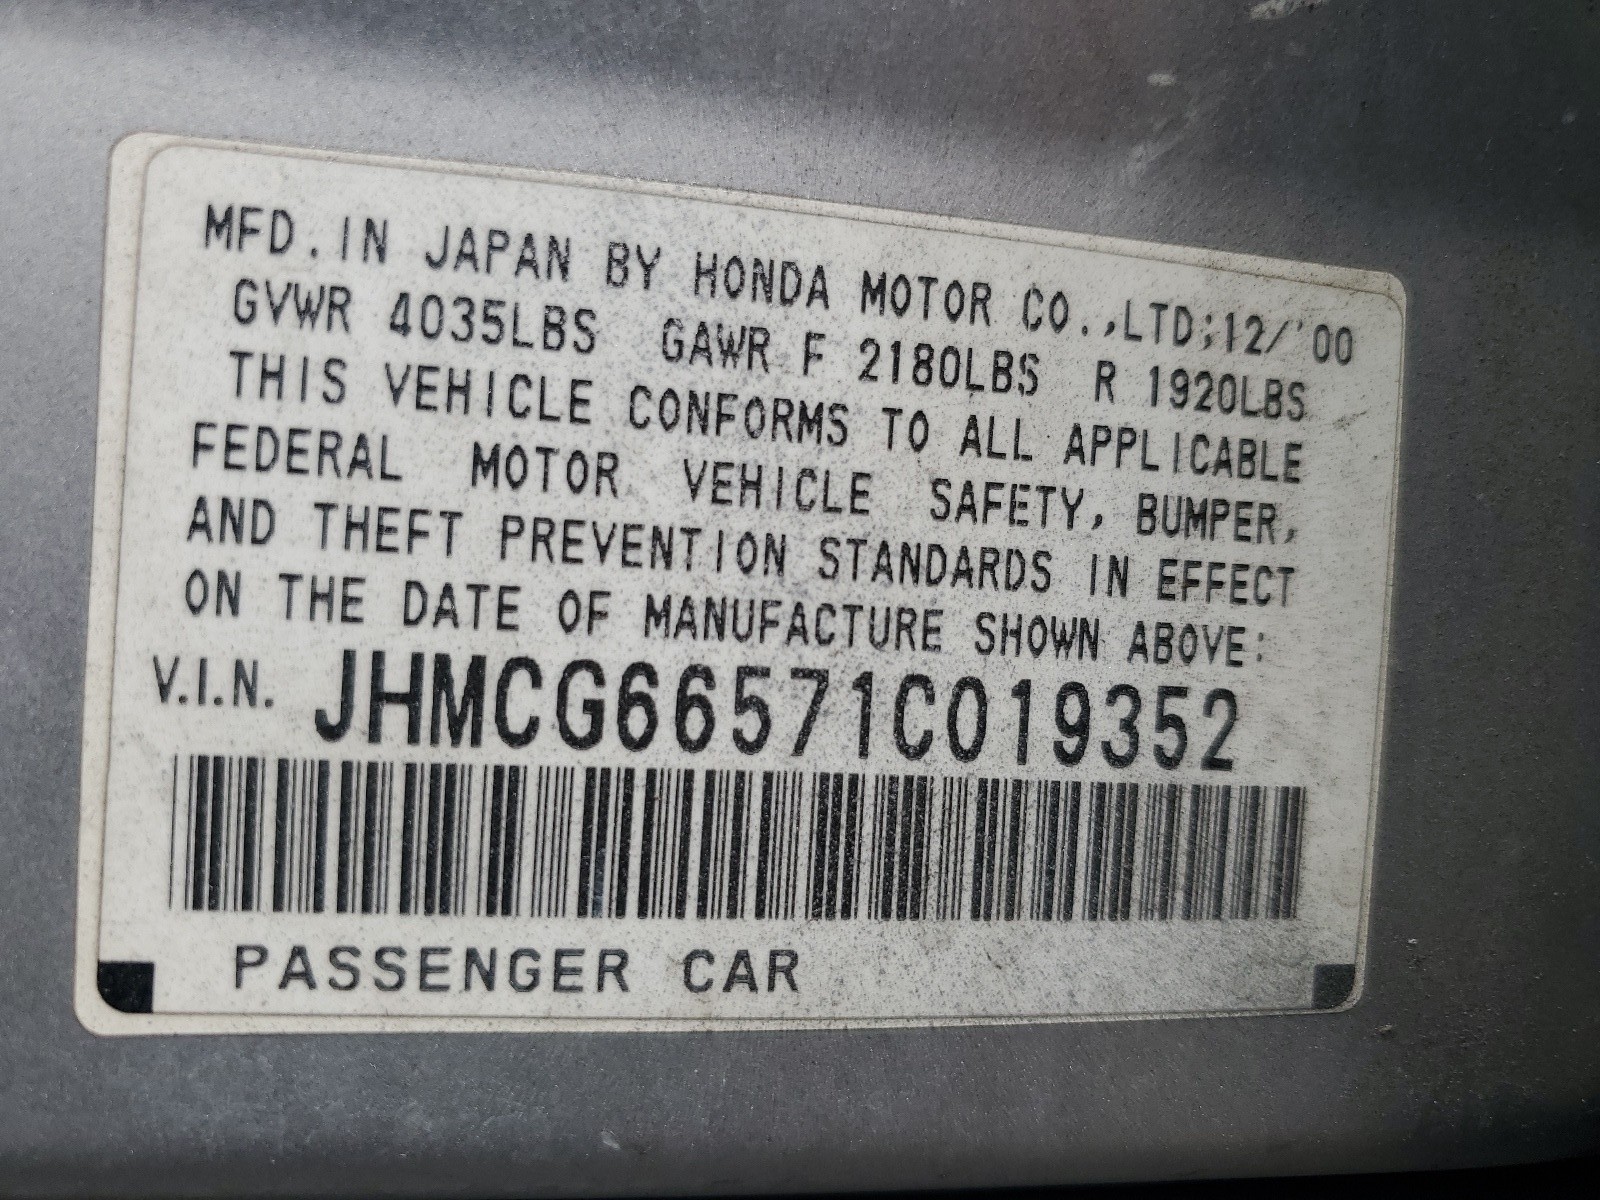 MFD.IN JAPAN BY HONDA MOTOR CO.,LTD;12/'00
GVWR 4035LBS GAWR F 2180LBS R 1920LBS
THIS VEHICLE CONFORMS TO ALL APPLICABLE
FEDERAL MOTOR VEHICLE SAFETY, BUMPER,
AND THEFT PREVENTION STANDARDS IN EFFECT
ON THE DATE OF MANUFACTURE SHOWN ABOVE:
V.I.N. JHMCG66571C019352
PASSENGER CAR